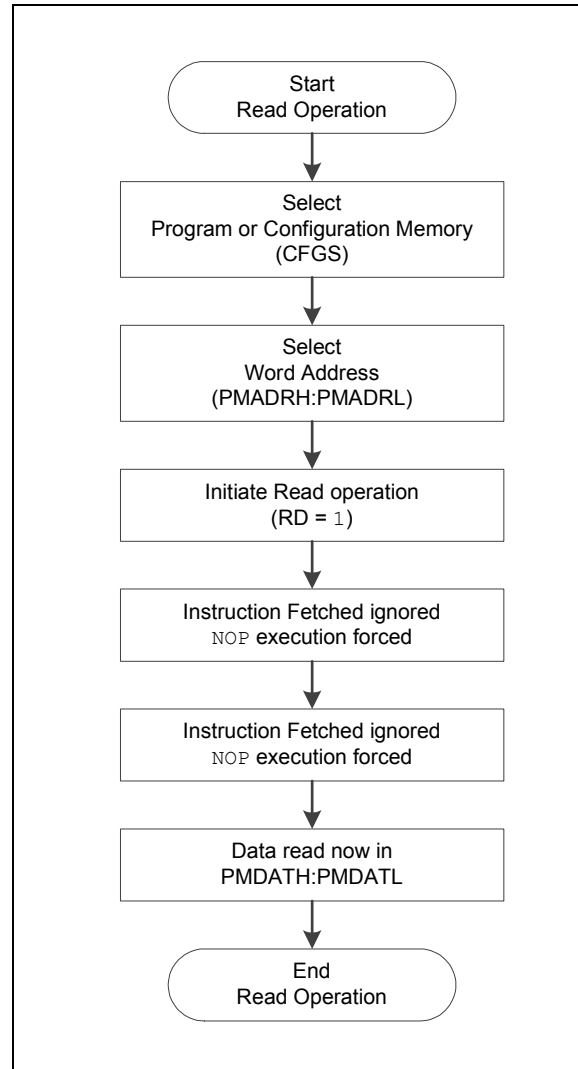 Start
Read Operation
Select
Program or Configuration Memory
(CFGS)
Select
Word Address
(PMADRH:PMADRL)
Initiate Read operation
(RD = 1)
Instruction Fetched ignored
NOP execution forced
Instruction Fetched ignored
NOP execution forced
Data read now in
PMDATH:PMDATL
End
Read Operation